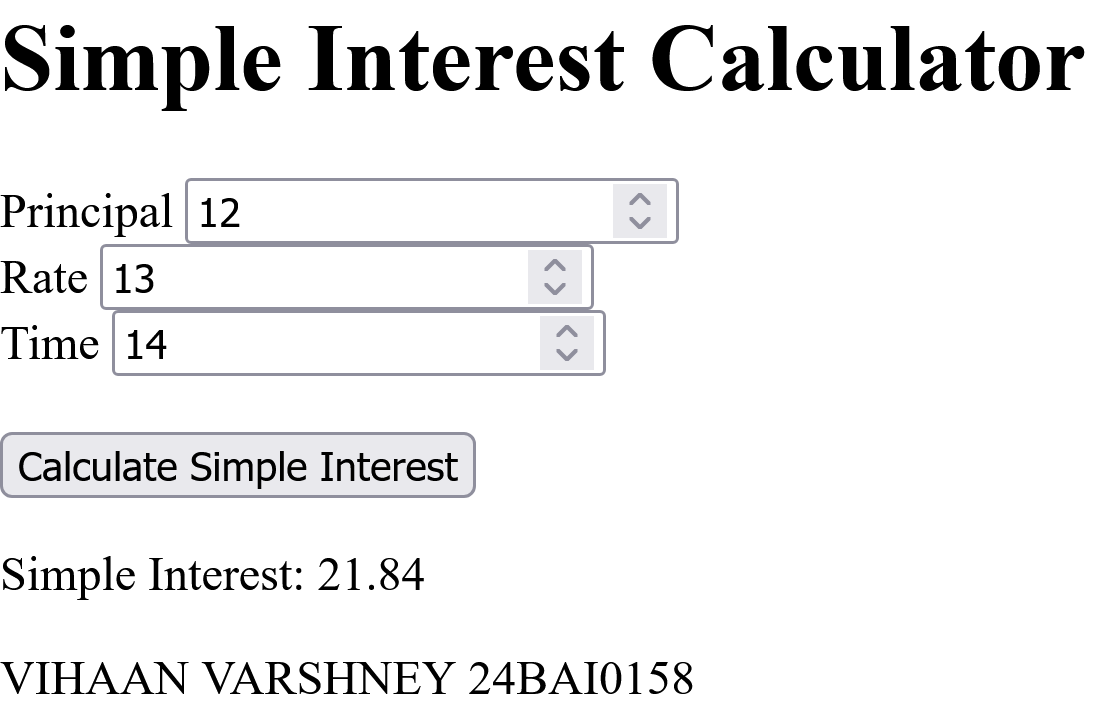 Simple Interest Calculator
Principal 12
Rate 13
Time 14
Calculate Simple Interest
Simple Interest: 21.84
VIHAAN VARSHNEY 24BAI0158